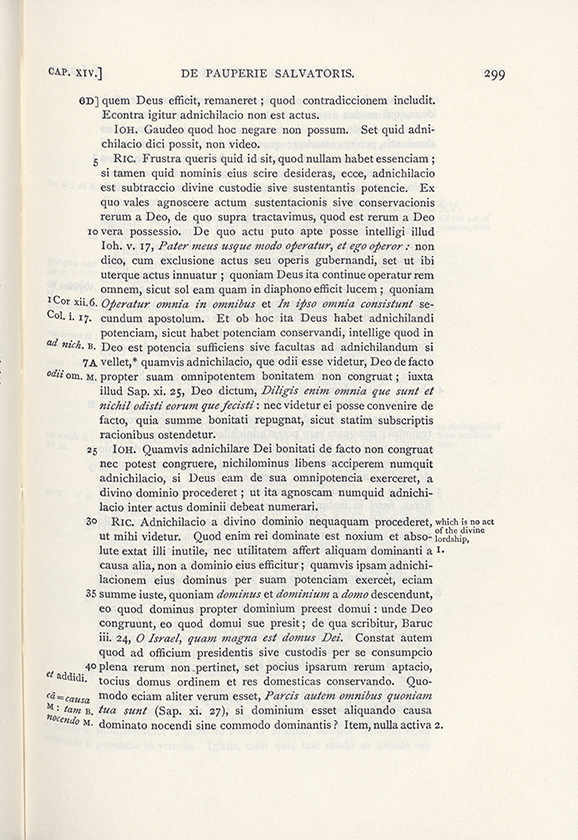 CAP. XIV.] DE PAUPERIE SALVATORIS. 299
6D] quem Deus efficit, remaneret ; quod contradiccionem includit.
Econtra igitur adnichilacio non est actus.
IOH. Gaudeo quod hoc negare non possum. Set quid adni-
chilacio dici possit, non video.
5 RIC. Frustra queris quid id sit, quod nullam habet essenciam ;
si tamen quid nominis eius scire desideras, ecce, adnichilacio
est subtraccio divine custodie sive sustentantis potencie. Ex
quo vales agnoscere actum sustentacionis sive conservacionis
rerum a Deo, de quo supra tractavimus, quod est rerum a Deo
10 vera possessio. De quo actu puto apte posse intelligi illud
Ioh. v. 17, Pater meus usque modo operatur, et ego operor : non
dico, cum exclusione actus seu operis gubernandi, set ut ibi
uterque actus innuatur ; quoniam Deus ita continue operatur rem
omnem, sicut sol eam quam in diaphono efficit lucem ; quoniam
1 Cor xii.6. Operatur omnia in omnibus et In ipso omnia consistunt se-
Col. i. 17. cundum apostolum. Et ob hoc ita Deus habet adnichilandi
potenciam, sicut habet potenciam conservandi, intellige quod in
ad nich. B. Deo est potencia sufficiens sive facultas ad adnichilandum si
7A vellet,* quamvis adnichilacio, que odii esse videtur, Deo de facto
odii om. M. propter suam omnipotentem bonitatem non congruat ; iuxta
illud Sap. xi. 25, Deo dictum, Diligis enim omnia que sunt et
nichil odisti eorum que fecisti : nec videtur ei posse convenire de
facto, quia summe bonitati repugnat, sicut statim subscriptis
racionibus ostendetur.
25 IOH. Quamvis adnichilare Dei bonitati de facto non congruat
nec potest congruere, nichilominus libens acciperem numquit
adnichilacio, si Deus eam de sua omnipotencia exerceret, a
divino dominio procederet ; ut ita agnoscam numquid adnichi-
lacio inter actus dominii debeat numerari.
30 RIC. Adnichilacio a divino dominio nequaquam procederet, which is no act
ut mihi videtur. Quod enim rei dominate est noxium et abso- of the divine
lute extat illi inutile, nec utilitatem affert aliquam dominanti a lordship, 1.
causa alia, non a dominio eius efficitur ; quamvis ipsam adnichi-
lacionem eius dominus per suam potenciam exercet, eciam
35 summe iuste, quoniam dominus et dominium a domo descendunt,
eo quod dominus propter dominium preest domui : unde Deo
congruunt, eo quod domui sue presit ; de qua scribitur, Baruc
iii. 24, O Israel, quam magna est domus Dei. Constat autem
quod ad officium presidentis sive custodis per se consumpcio
40 plena rerum non pertinet, set pocius ipsarum rerum aptacio,
et addidi. tocius domus ordinem et res domesticas conservando. Quo-
cã = causa modo eciam aliter verum esset, Parcis autem omnibus quoniam
M : tam B. tua sunt (Sap. xi. 27), si dominium esset aliquando causa
nocendo M. dominato nocendi sine commodo dominantis ? Item, nulla activa 2.